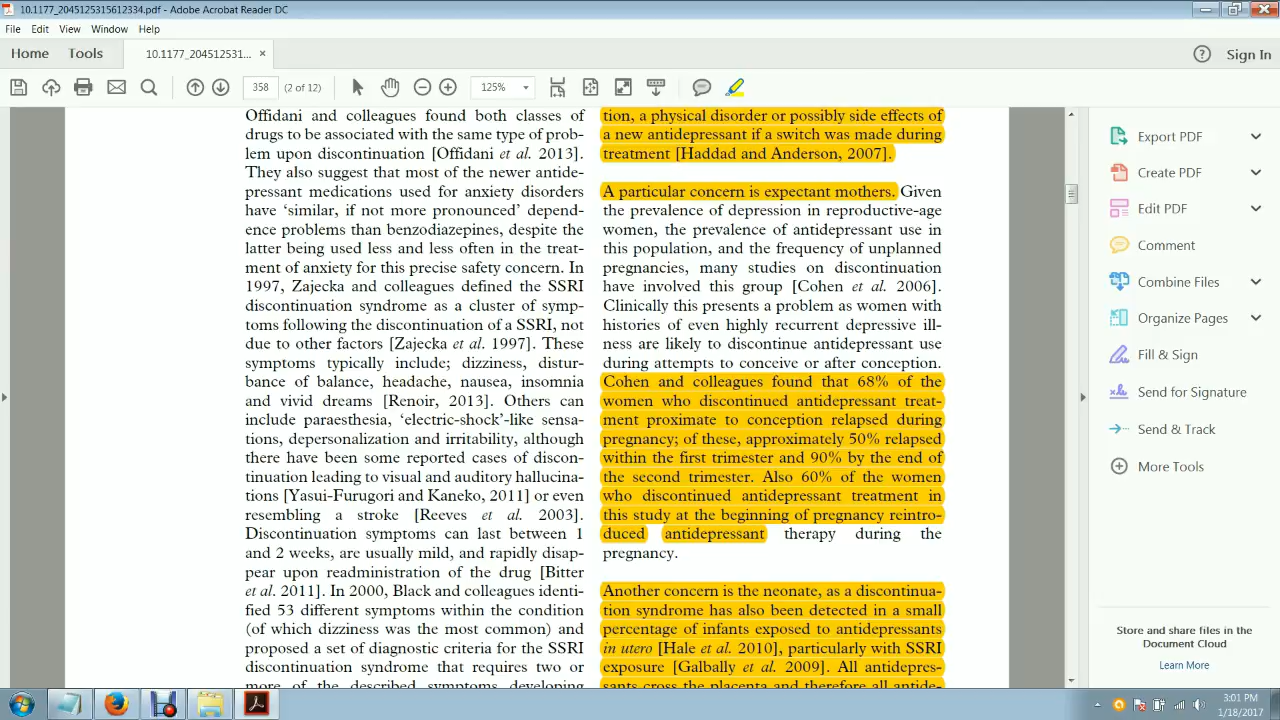 10.1177_2045125315612334.pdf - Adobe Acrobat Reader DC
File Edit View Window Help
Home Tools 10.1177_204512531... × Sign In
358 (2 of 12) 125%
Offidani and colleagues found both classes of
drugs to be associated with the same type of prob-
lem upon discontinuation [Offidani et al. 2013].
They also suggest that most of the newer antide-
pressant medications used for anxiety disorders
have ‘similar, if not more pronounced’ depend-
ence problems than benzodiazepines, despite the
latter being used less and less often in the treat-
ment of anxiety for this precise safety concern. In
1997, Zajecka and colleagues defined the SSRI
discontinuation syndrome as a cluster of symp-
toms following the discontinuation of a SSRI, not
due to other factors [Zajecka et al. 1997]. These
symptoms typically include; dizziness, distur-
bance of balance, headache, nausea, insomnia
and vivid dreams [Renoir, 2013]. Others can
include paraesthesia, ‘electric-shock’-like sensa-
tions, depersonalization and irritability, although
there have been some reported cases of discon-
tinuation leading to visual and auditory hallucina-
tions [Yasui-Furugori and Kaneko, 2011] or even
resembling a stroke [Reeves et al. 2003].
Discontinuation symptoms can last between 1
and 2 weeks, are usually mild, and rapidly disap-
pear upon readministration of the drug [Bitter
et al. 2011]. In 2000, Black and colleagues identi-
fied 53 different symptoms within the condition
(of which dizziness was the most common) and
proposed a set of diagnostic criteria for the SSRI
discontinuation syndrome that requires two or
more of the described symptoms developing
tion, a physical disorder or possibly side effects of
a new antidepressant if a switch was made during
treatment [Haddad and Anderson, 2007].
A particular concern is expectant mothers. Given
the prevalence of depression in reproductive-age
women, the prevalence of antidepressant use in
this population, and the frequency of unplanned
pregnancies, many studies on discontinuation
have involved this group [Cohen et al. 2006].
Clinically this presents a problem as women with
histories of even highly recurrent depressive ill-
ness are likely to discontinue antidepressant use
during attempts to conceive or after conception.
Cohen and colleagues found that 68% of the
women who discontinued antidepressant treat-
ment proximate to conception relapsed during
pregnancy; of these, approximately 50% relapsed
within the first trimester and 90% by the end of
the second trimester. Also 60% of the women
who discontinued antidepressant treatment in
this study at the beginning of pregnancy reintro-
duced antidepressant therapy during the
pregnancy.
Another concern is the neonate, as a discontinua-
tion syndrome has also been detected in a small
percentage of infants exposed to antidepressants
in utero [Hale et al. 2010], particularly with SSRI
exposure [Galbally et al. 2009]. All antidepres-
sants cross the placenta and therefore all antide-
Export PDF
Create PDF
Edit PDF
Comment
Combine Files
Organize Pages
Fill & Sign
Send for Signature
Send & Track
More Tools
Store and share files in the
Document Cloud
Learn More
3:01 PM
1/18/2017